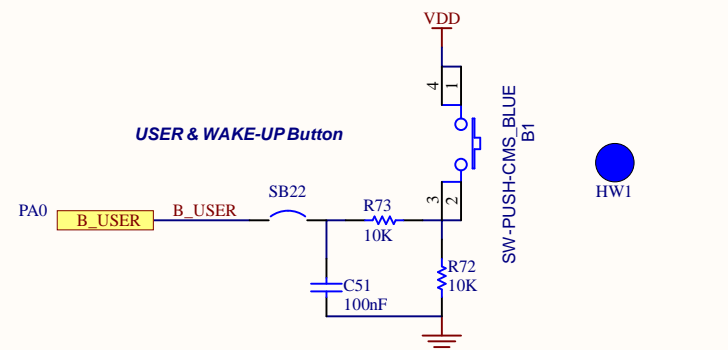 VDD
4
1
USER & WAKE-UP Button
SW-PUSH-CMS_BLUE
B1
HW1
SB22
PA0
B_USER
B_USER
R73
10K
3
2
R72
10K
C51
100nF